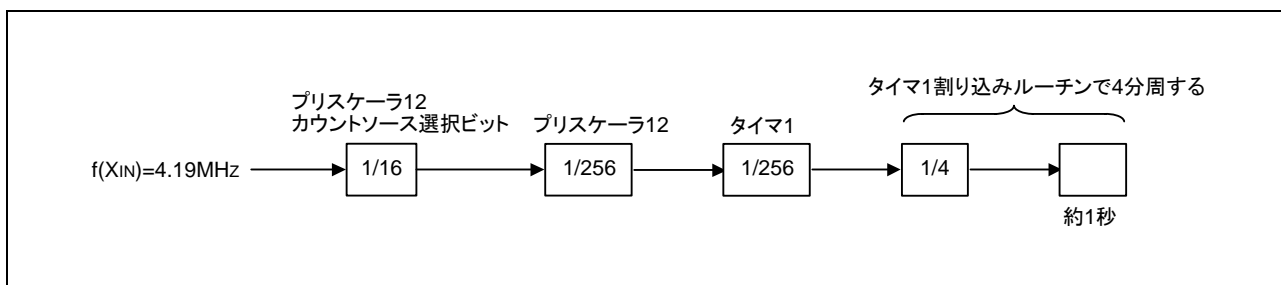 タイマ1割り込みルーチンで4分周する
プリスケーラ12
カウントソース選択ビット
プリスケーラ12
タイマ1
f(XIN)=4.19MHz
1/16
1/256
1/256
1/4
約1秒